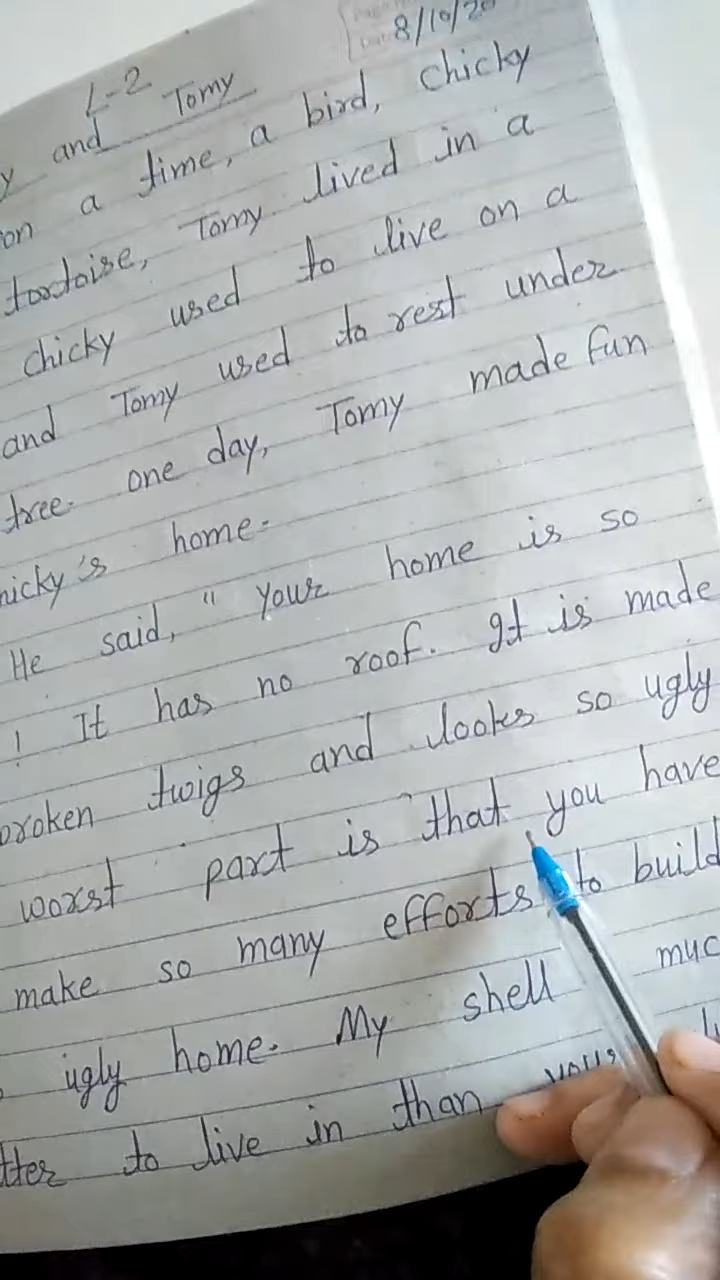 8/10/20
L-2
y and Tomy
on a time, a bird, chicky
tortoise, Tomy lived in a
chicky used to live on a
and Tomy used to rest under
tree. one day, Tomy made fun
hicky's home.
He said, " your home is so
! It has no roof. It is made
broken twigs and looks so ugly
worst part is that you have
make so many efforts to build
ugly home. My shell muc
tter to live in than your